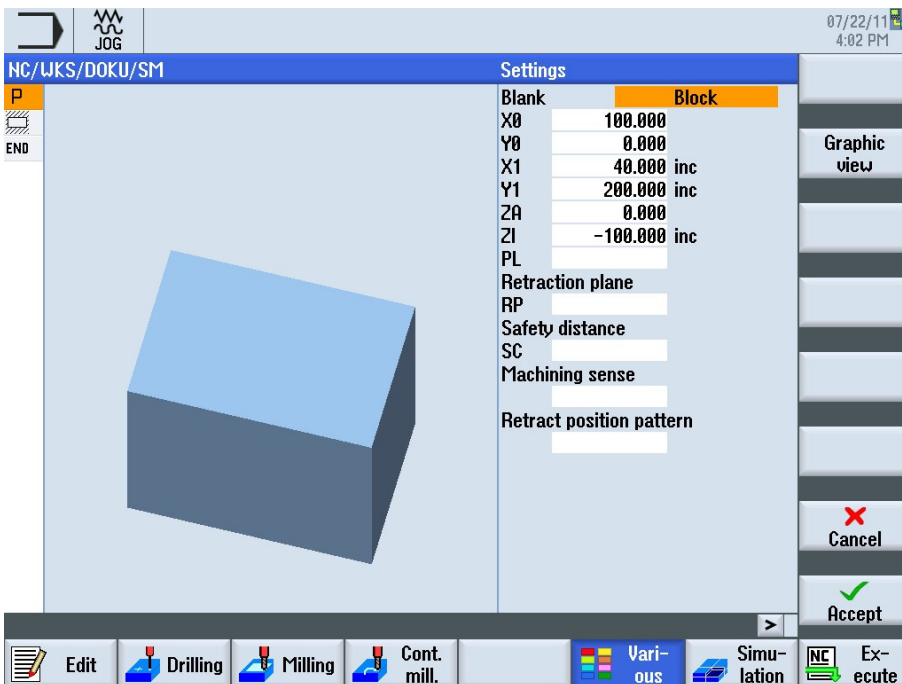 JOG
07/22/11
4:02 PM
NC/WKS/DOKU/SM
Settings
P
END
Blank Block
X0 100.000
Y0 0.000
X1 40.000 inc
Y1 200.000 inc
ZA 0.000
ZI -100.000 inc
PL
Retraction plane
RP
Safety distance
SC
Machining sense
Retract position pattern
Graphic
view
Cancel
Accept
>
Edit
Drilling
Milling
Cont.
mill.
Vari-
ous
Simu-
lation
NC Ex-
ecute